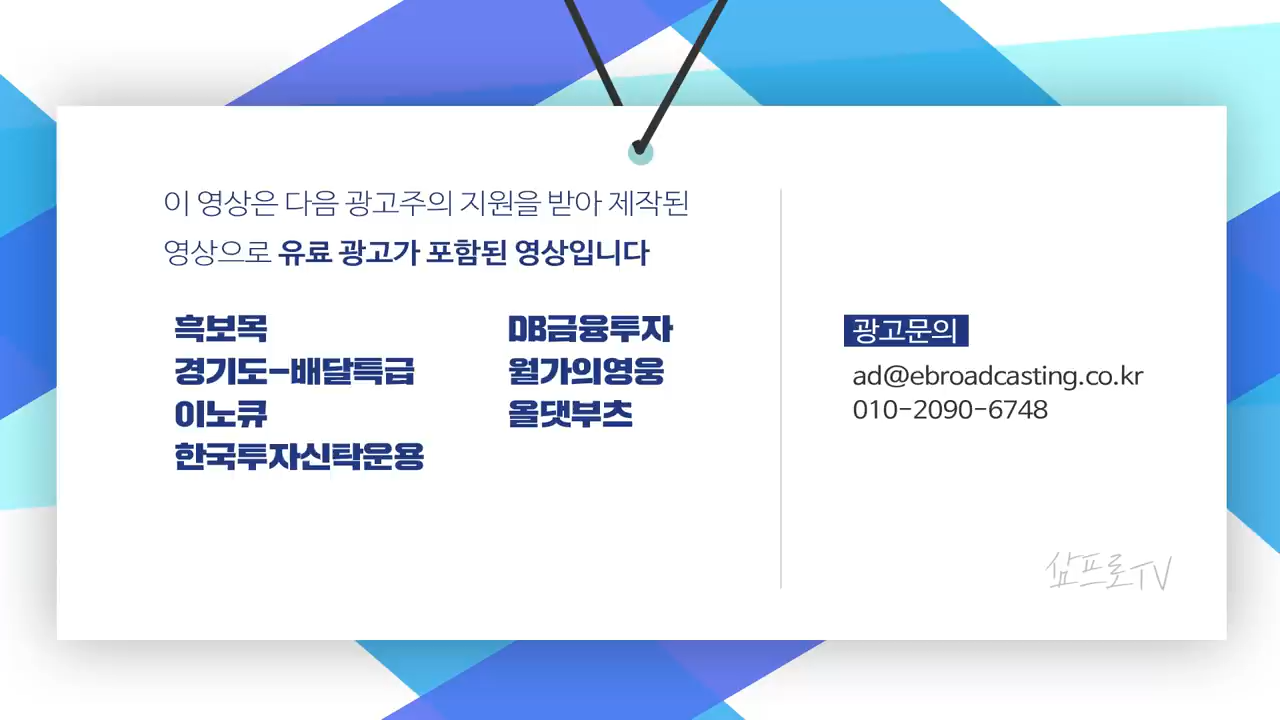 이 영상은 다음 광고주의 지원을 받아 제작된
영상으로 유료 광고가 포함된 영상입니다
흑보목
경기도-배달특급
이노큐
한국투자신탁운용
DB금융투자
월가의영웅
올댓부츠
광고문의
ad@ebroadcasting.co.kr
010-2090-6748
삼프로TV